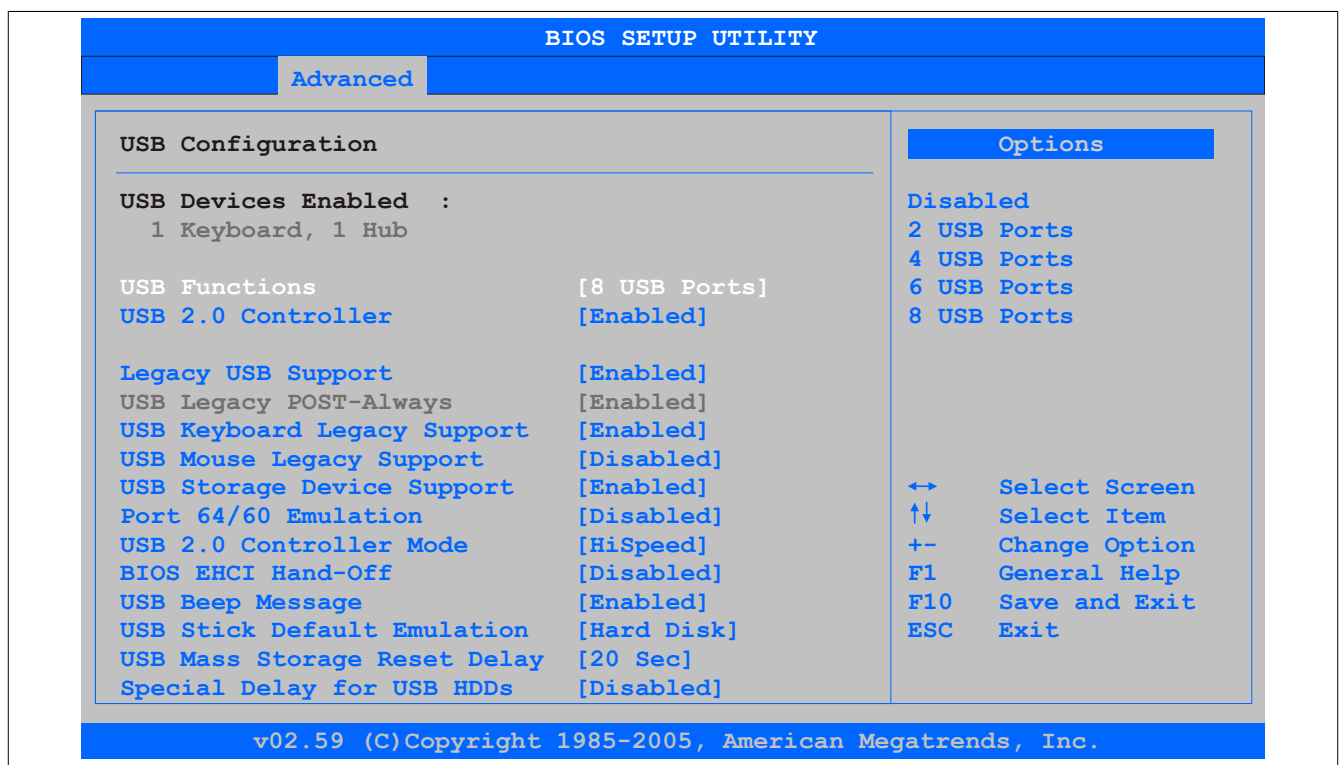 BIOS SETUP UTILITY
Advanced
USB Configuration
USB Devices Enabled :
1 Keyboard, 1 Hub
USB Functions [8 USB Ports]
USB 2.0 Controller [Enabled]
Legacy USB Support [Enabled]
USB Legacy POST-Always [Enabled]
USB Keyboard Legacy Support [Enabled]
USB Mouse Legacy Support [Disabled]
USB Storage Device Support [Enabled]
Port 64/60 Emulation [Disabled]
USB 2.0 Controller Mode [HiSpeed]
BIOS EHCI Hand-Off [Disabled]
USB Beep Message [Enabled]
USB Stick Default Emulation [Hard Disk]
USB Mass Storage Reset Delay [20 Sec]
Special Delay for USB HDDs [Disabled]
Options
Disabled
2 USB Ports
4 USB Ports
6 USB Ports
8 USB Ports
↔ Select Screen
↑↓ Select Item
+- Change Option
F1 General Help
F10 Save and Exit
ESC Exit
v02.59 (C)Copyright 1985-2005, American Megatrends, Inc.